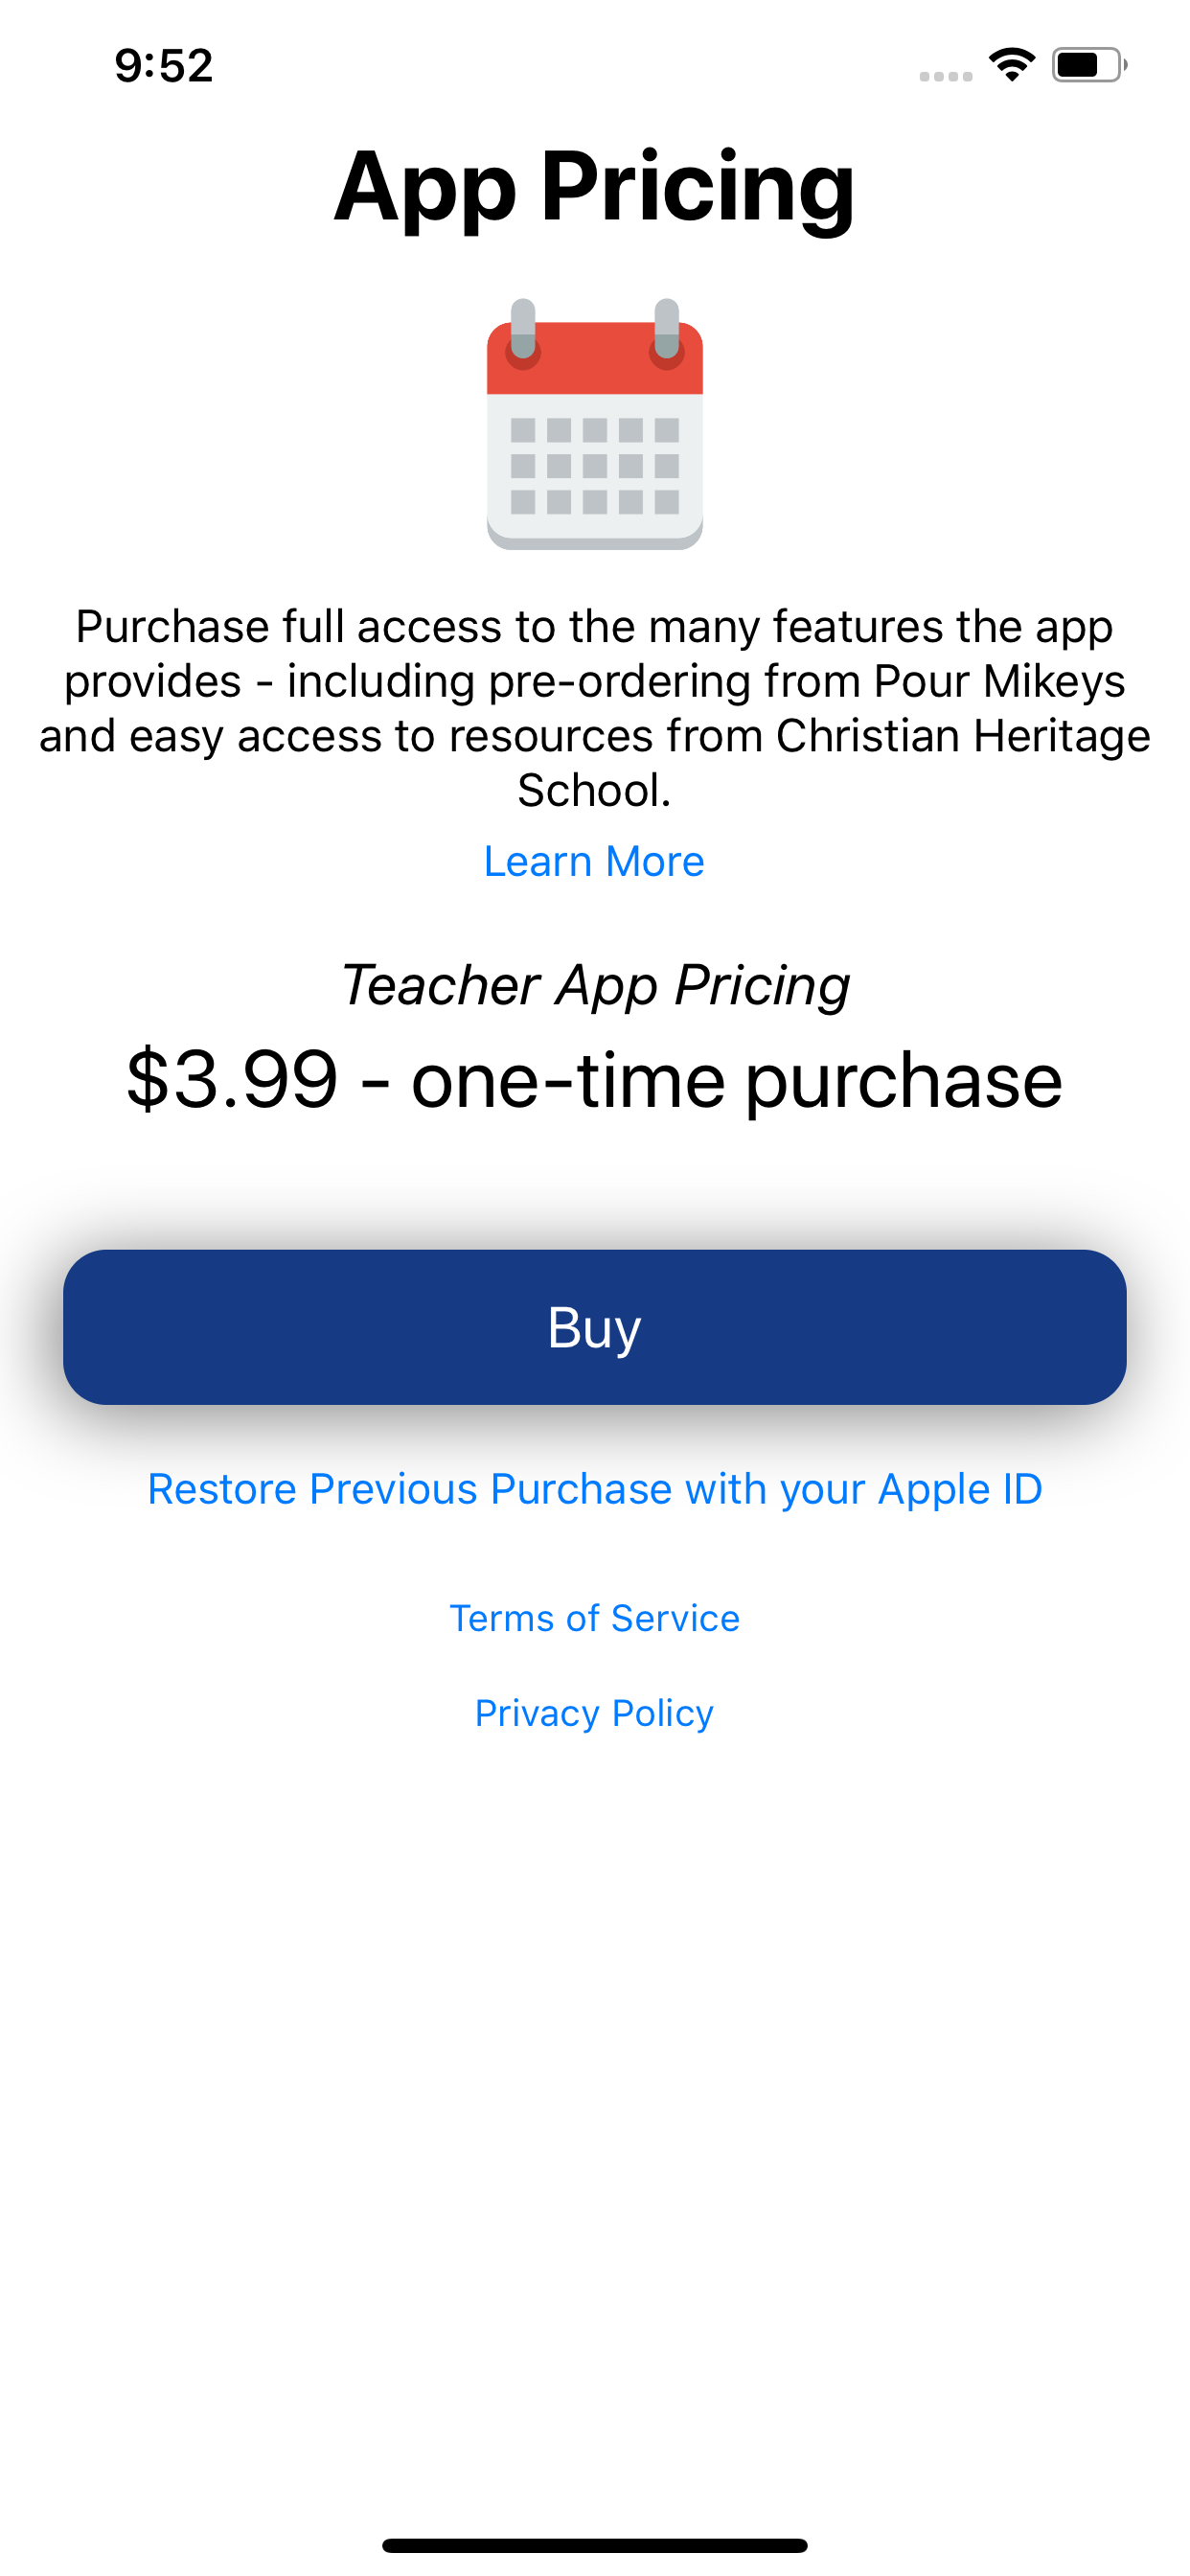 9:52
App Pricing
Purchase full access to the many features the app
provides - including pre-ordering from Pour Mikeys
and easy access to resources from Christian Heritage
School.
Learn More
Teacher App Pricing
$3.99 - one-time purchase
Buy
Restore Previous Purchase with your Apple ID
Terms of Service
Privacy Policy